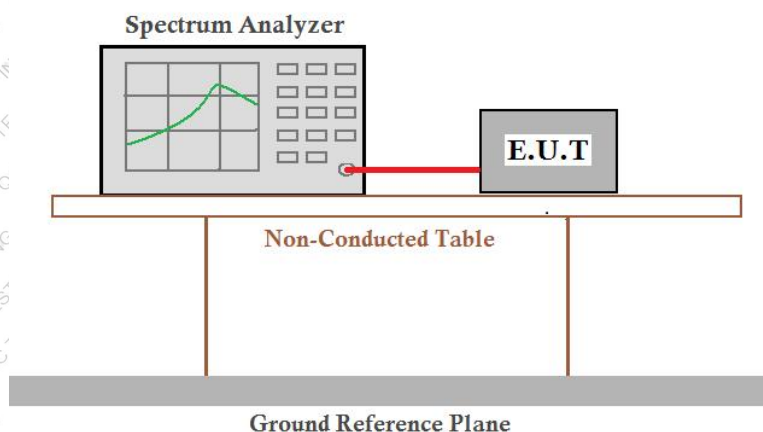 Spectrum Analyzer
E.U.T
Non-Conducted Table
Ground Reference Plane